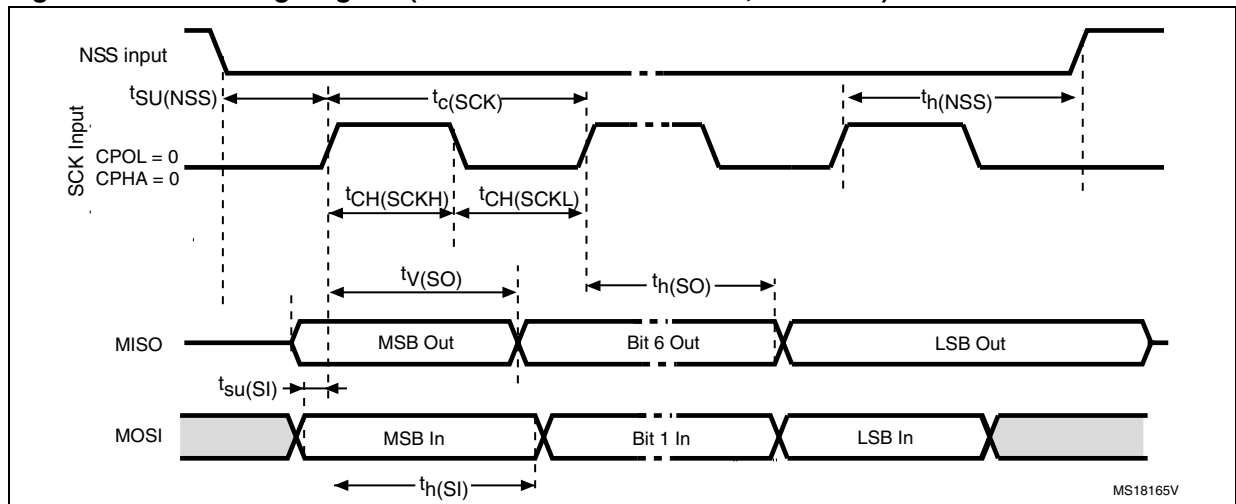 NSS input
tSU(NSS)
tc(SCK)
th(NSS)
SCK Input
CPOL = 0
CPHA = 0
tCH(SCKH)
tCH(SCKL)
tV(SO)
th(SO)
MISO
MSB Out
Bit 6 Out
LSB Out
tsu(SI)
MOSI
MSB In
Bit 1 In
LSB In
th(SI)
MS18165V